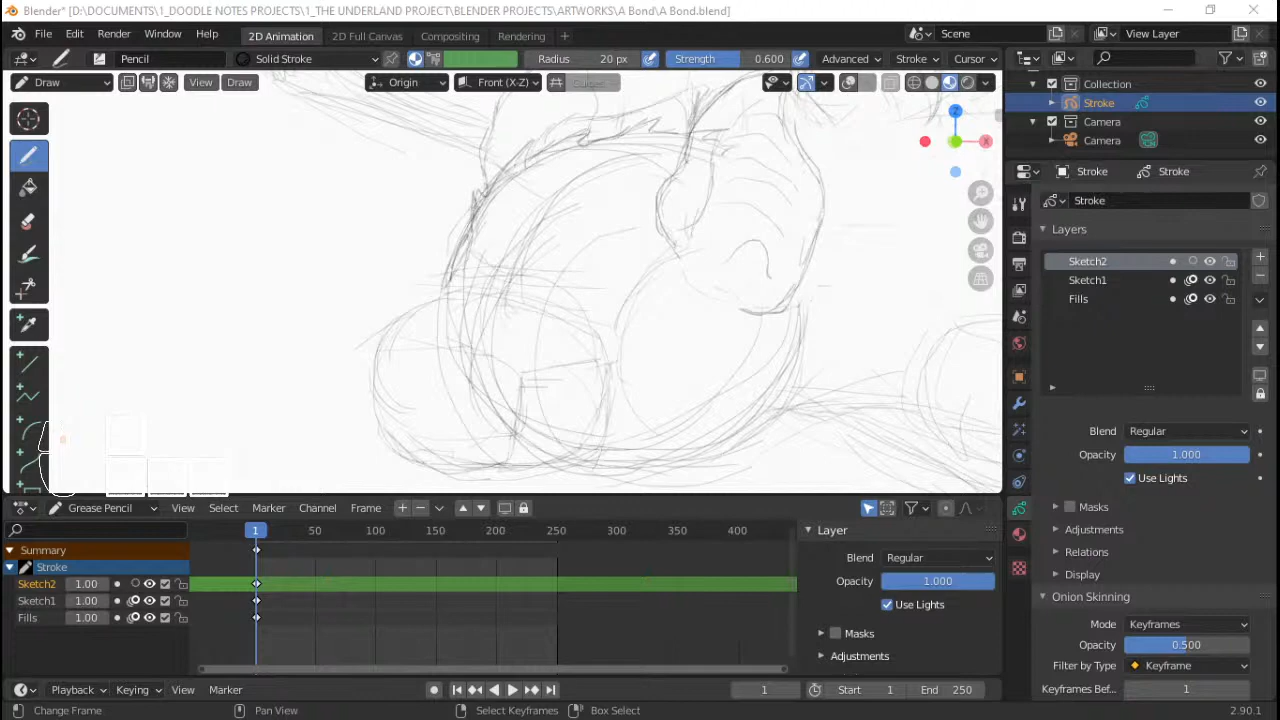 Blender* [D:\DOCUMENTS\1_DOODLE NOTES PROJECTS\1_THE UNDERLAND PROJECT\BLENDER PROJECTS\ARTWORKS\A Bond\A Bond.blend]
File Edit Render Window Help 2D Animation 2D Full Canvas Compositing Rendering Scene View Layer
Pencil Solid Stroke Radius 20 px Strength 0.600 Advanced Stroke Cursor
Draw View Draw Origin Front (X-Z) Guides
Z
X
Collection
Stroke
Camera
Camera
Stroke Stroke
Stroke
Layers
Sketch2
Sketch1
Fills
Blend Regular
Opacity 1.000
Use Lights
Masks
Adjustments
Relations
Display
Onion Skinning
Mode Keyframes
Opacity 0.500
Filter by Type Keyframe
Keyframes Bef... 1
Grease Pencil View Select Marker Channel Frame
1 50 100 150 200 250 300 350 400
Summary
Stroke
Sketch2 1.00
Sketch1 1.00
Fills 1.00
Layer
Blend Regular
Opacity 1.000
Use Lights
Masks
Adjustments
Playback Keying View Marker 1 Start 1 End 250
Change Frame Pan View Select Keyframes Box Select 2.90.1